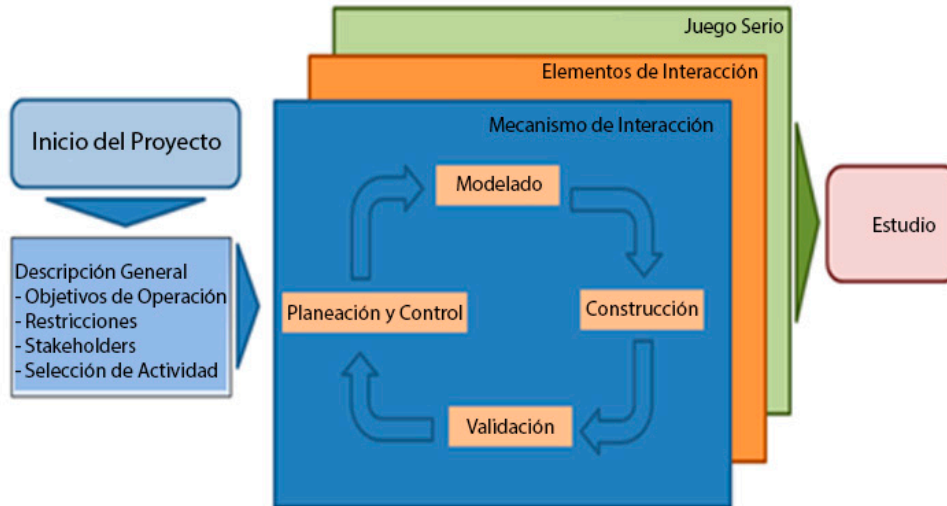 Juego Serio
Elementos de Interacción
Mecanismo de Interacción
Inicio del Proyecto
Descripción General
- Objetivos de Operación
- Restricciones
- Stakeholders
- Selección de Actividad
Modelado
Planeación y Control
Construcción
Validación
Estudio